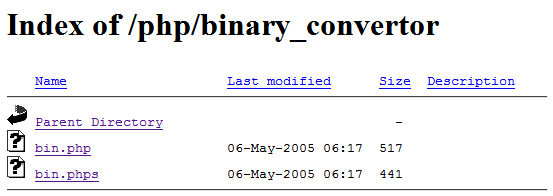 Index of /php/binary_convertor
Name Last modified Size Description
Parent Directory -
bin.php 06-May-2005 06:17 517
bin.phps 06-May-2005 06:17 441